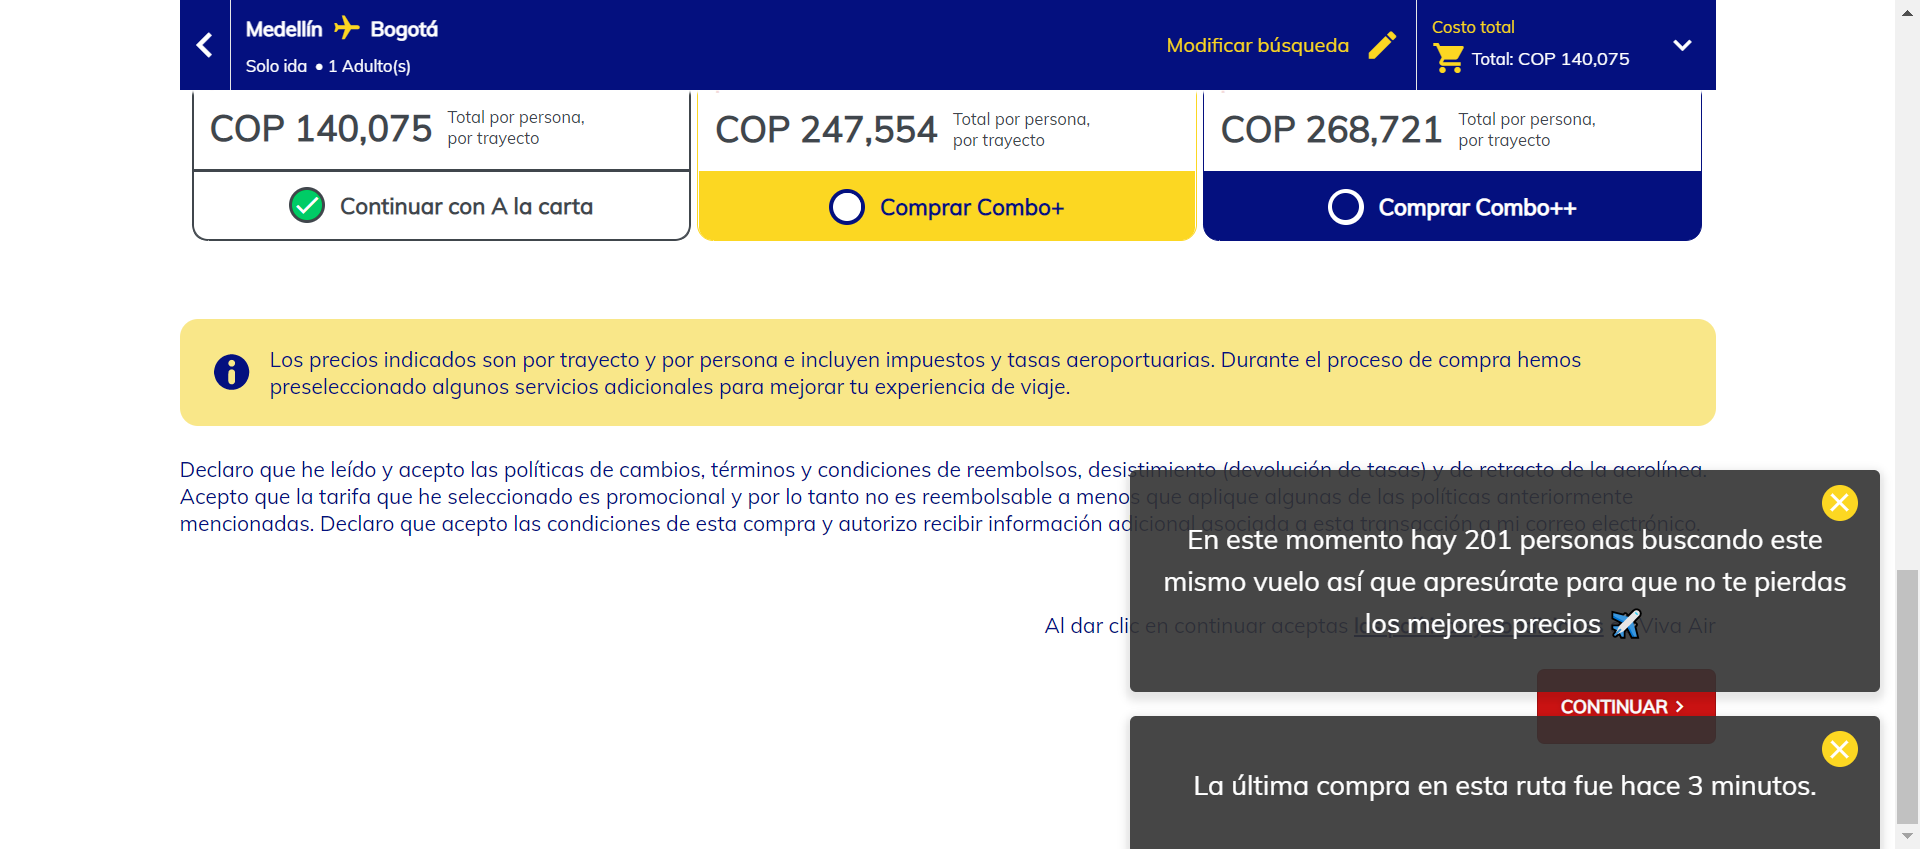 Medellín Bogotá
Solo ida • 1 Adulto(s)
Modificar búsqueda
Costo total
Total: COP 140,075
COP 140,075
Total por persona,
por trayecto
Continuar con A la carta
COP 247,554
Total por persona,
por trayecto
Comprar Combo+
COP 268,721
Total por persona,
por trayecto
Comprar Combo++
Los precios indicados son por trayecto y por persona e incluyen impuestos y tasas aeroportuarias. Durante el proceso de compra hemos
preseleccionado algunos servicios adicionales para mejorar tu experiencia de viaje.
Declaro que he leído y acepto las políticas de cambios, términos y condiciones de reembolsos, desistimiento (devolución de tasas) y de retracto de la aerolínea.
Acepto que la tarifa que he seleccionado es promocional y por lo tanto no es reembolsable a menos que aplique algunas de las políticas anteriormente
mencionadas. Declaro que acepto las condiciones de esta compra y autorizo recibir información adicional asociada a esta transacción a mi correo electrónico.
En este momento hay 201 personas buscando este
mismo vuelo así que apresúrate para que no te pierdas
los mejores precios ✈️
Al dar clic en continuar aceptas Viva Air
CONTINUAR >
La última compra en esta ruta fue hace 3 minutos.